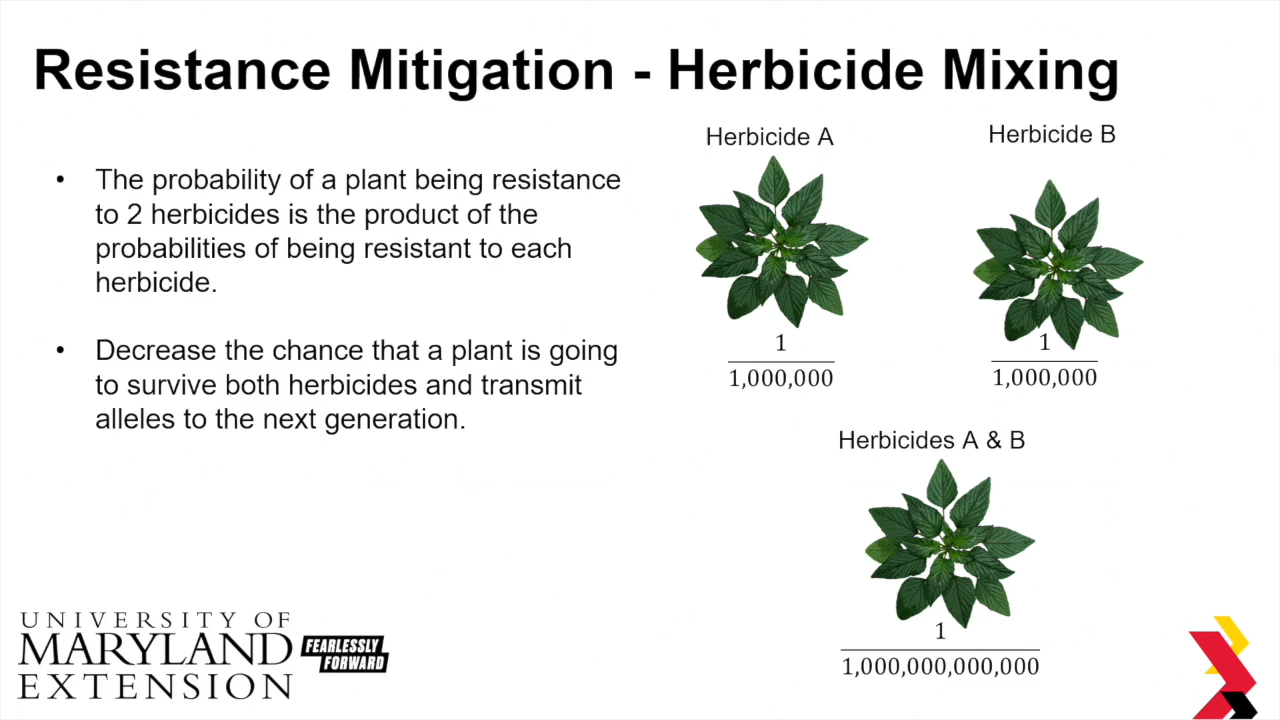 Resistance Mitigation - Herbicide Mixing
• The probability of a plant being resistance
to 2 herbicides is the product of the
probabilities of being resistant to each
herbicide.
• Decrease the chance that a plant is going
to survive both herbicides and transmit
alleles to the next generation.
Herbicide A
1
1,000,000
Herbicide B
1
1,000,000
Herbicides A & B
1
1,000,000,000,000
UNIVERSITY OF
MARYLAND
EXTENSION
FEARLESSLY
FORWARD